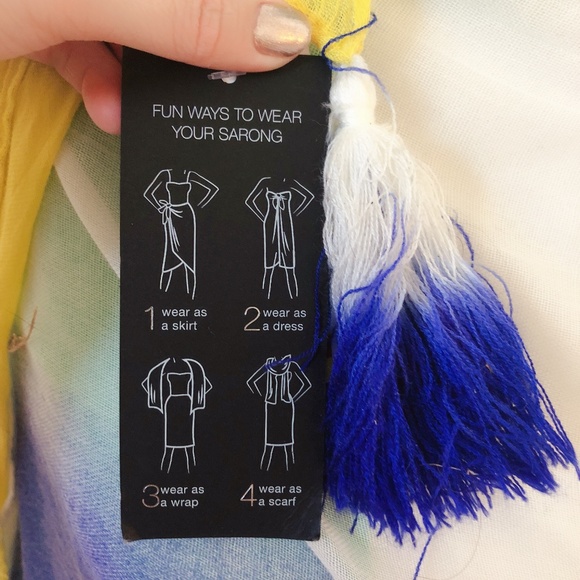 FUN WAYS TO WEAR
YOUR SARONG
1 wear as
a skirt
2 wear as
a dress
3 wear as
a wrap
4 wear as
a scarf